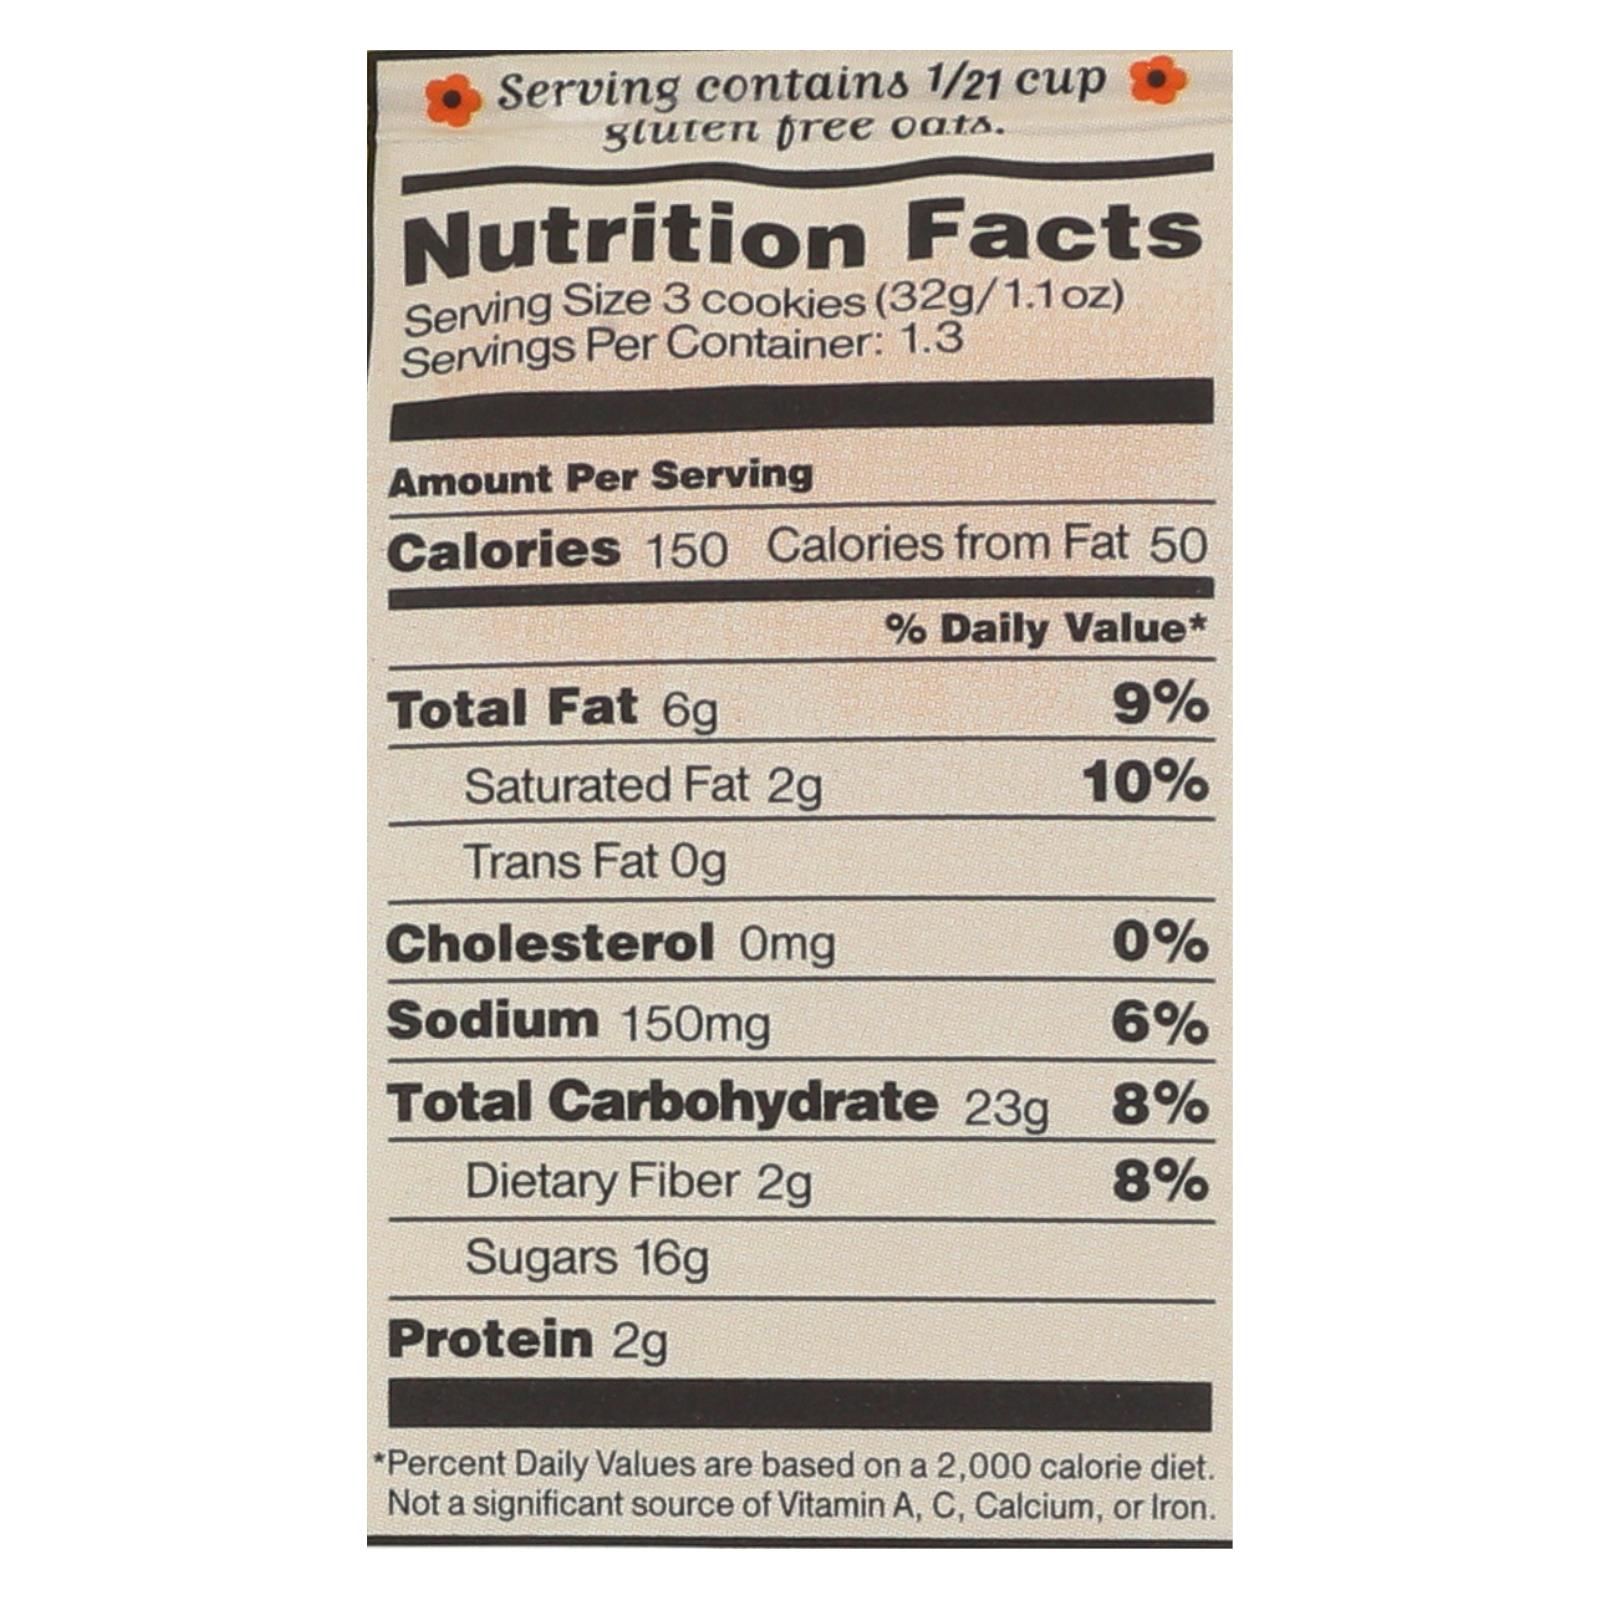 Serving contains 1/21 cup
gluten free oats.
Nutrition Facts
Serving Size 3 cookies (32g/1.1oz)
Servings Per Container: 1.3
Amount Per Serving
Calories 150 Calories from Fat 50
% Daily Value*
Total Fat 6g 9%
Saturated Fat 2g 10%
Trans Fat 0g
Cholesterol 0mg 0%
Sodium 150mg 6%
Total Carbohydrate 23g 8%
Dietary Fiber 2g 8%
Sugars 16g
Protein 2g
*Percent Daily Values are based on a 2,000 calorie diet.
Not a significant source of Vitamin A, C, Calcium, or Iron.